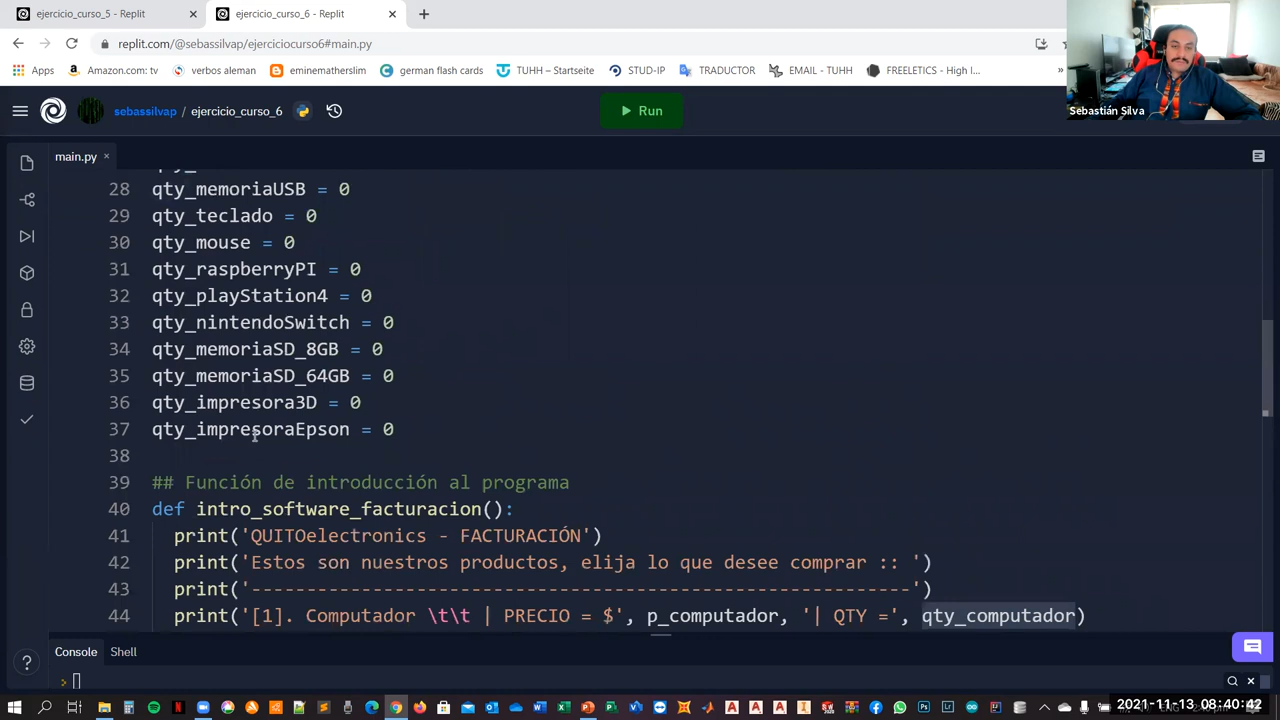 ejercicio_curso_5 - Replit × ejercicio_curso_6 - Replit × +
replit.com/@sebassilvap/ejerciciocurso6#main.py
Apps Amazon.com: tv verbos aleman eminemathslim german flash card TUHH – Startseite STUD-IP TRADUCTOR EMAIL - TUHH FREELETICS - High I... »
Sebastián Silva
sebassilvap / ejercicio_curso_6
Run
main.py ×
28 qty_memoriaUSB = 0
29 qty_teclado = 0
30 qty_mouse = 0
31 qty_raspberryPI = 0
32 qty_playStation4 = 0
33 qty_nintendoSwitch = 0
34 qty_memoriaSD_8GB = 0
35 qty_memoriaSD_64GB = 0
36 qty_impresora3D = 0
37 qty_impresoraEpson = 0
38
39 ## Función de introducción al programa
40 def intro_software_facturacion():
41 print('QUITOelectronics - FACTURACIÓN')
42 print('Estos son nuestros productos, elija lo que desee comprar :: ')
43 print('------------------------------------------------------------')
44 print('[1]. Computador \t\t | PRECIO = $', p_computador, '| QTY =', qty_computador)
Console Shell
?
2021-11-13 08:40:42